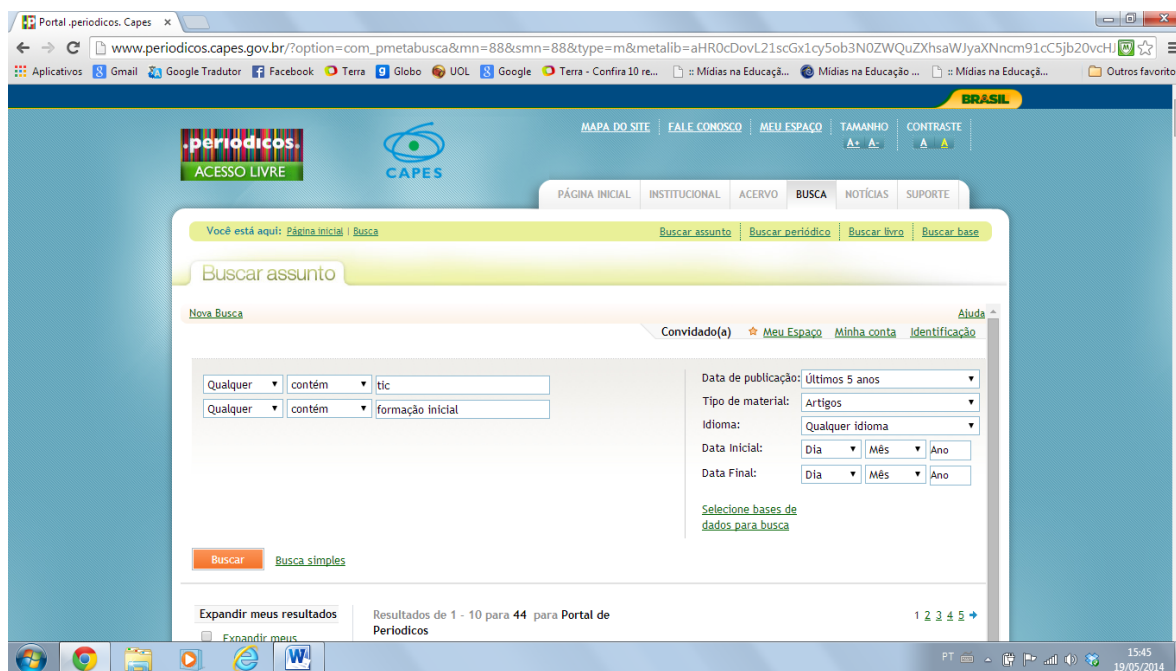 Portal .periodicos. Capes
www.periodicos.capes.gov.br/?option=com_pmetabusca&mn=88&smn=88&type=m&metalib=aHR0cDovL21scGx1cy5ob3N0ZWQuZXhsaWJyaXNncm91cC5jb20vcHJ
Aplicativos Gmail Google Tradutor Facebook Terra Globo UOL Google Terra - Confira 10 re... :: Mídias na Educaçã... Mídias na Educação ... :: Mídias na Educaçã... Outros favorito
BRASIL
MAPA DO SITE FALE CONOSCO MEU ESPAÇO TAMANHO CONTRASTE
A+ A- A A
.periodicos.
ACESSO LIVRE
CAPES
PÁGINA INICIAL INSTITUCIONAL ACERVO BUSCA NOTÍCIAS SUPORTE
Você está aqui: Página inicial | Busca Buscar assunto Buscar periódico Buscar livro Buscar base
Buscar assunto
Nova Busca Ajuda
Convidado(a) Meu Espaço Minha conta Identificação
Qualquer contém tic
Qualquer contém formação inicial
Data de publicação: Últimos 5 anos
Tipo de material: Artigos
Idioma: Qualquer idioma
Data Inicial: Dia Mês Ano
Data Final: Dia Mês Ano
Selecione bases de
dados para busca
Buscar Busca simples
Expandir meus resultados
Expandir meus
Resultados de 1 - 10 para 44 para Portal de
Periodicos
1 2 3 4 5
PT 15:45
19/05/2014